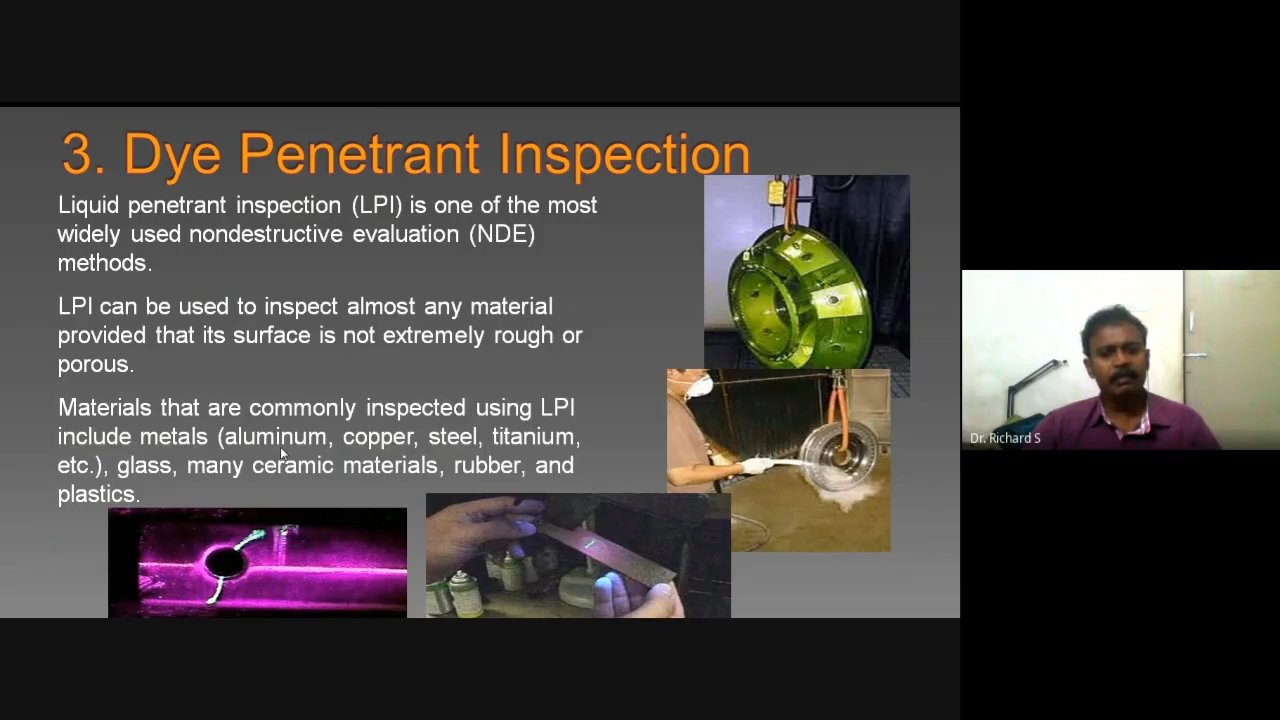 3. Dye Penetrant Inspection
Liquid penetrant inspection (LPI) is one of the most
widely used nondestructive evaluation (NDE)
methods.
LPI can be used to inspect almost any material
provided that its surface is not extremely rough or
porous.
Materials that are commonly inspected using LPI
include metals (aluminum, copper, steel, titanium,
etc.), glass, many ceramic materials, rubber, and
plastics.
Dr. Richard S